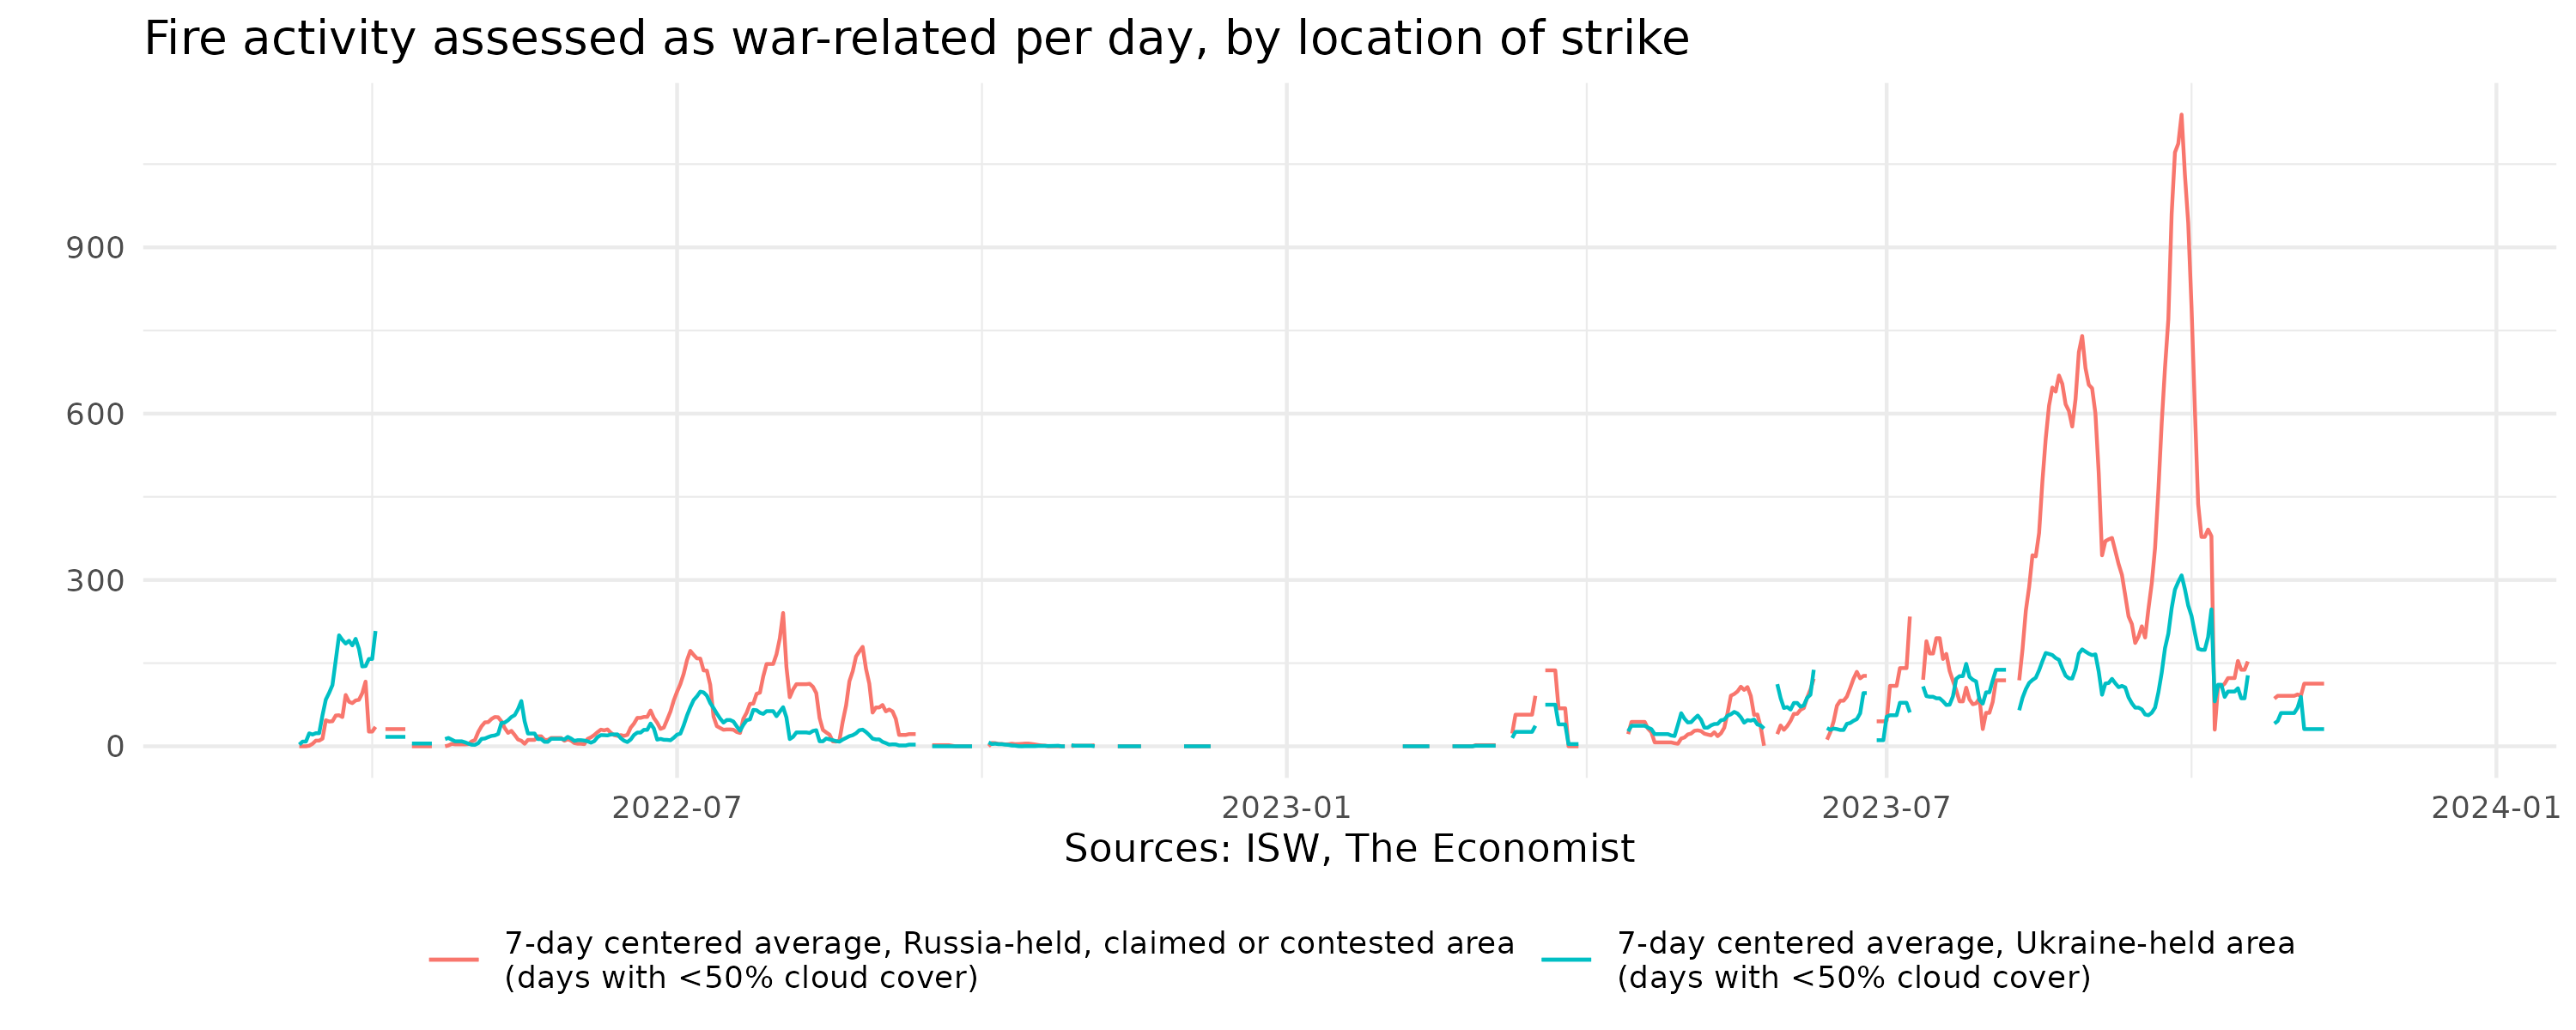 Fire activity assessed as war-related per day, by location of strike
900
600
300
0
2022-07
2023-01
2023-07
2024-01
Sources: ISW, The Economist
7-day centered average, Russia-held, claimed or contested area
(days with <50% cloud cover)
7-day centered average, Ukraine-held area
(days with <50% cloud cover)